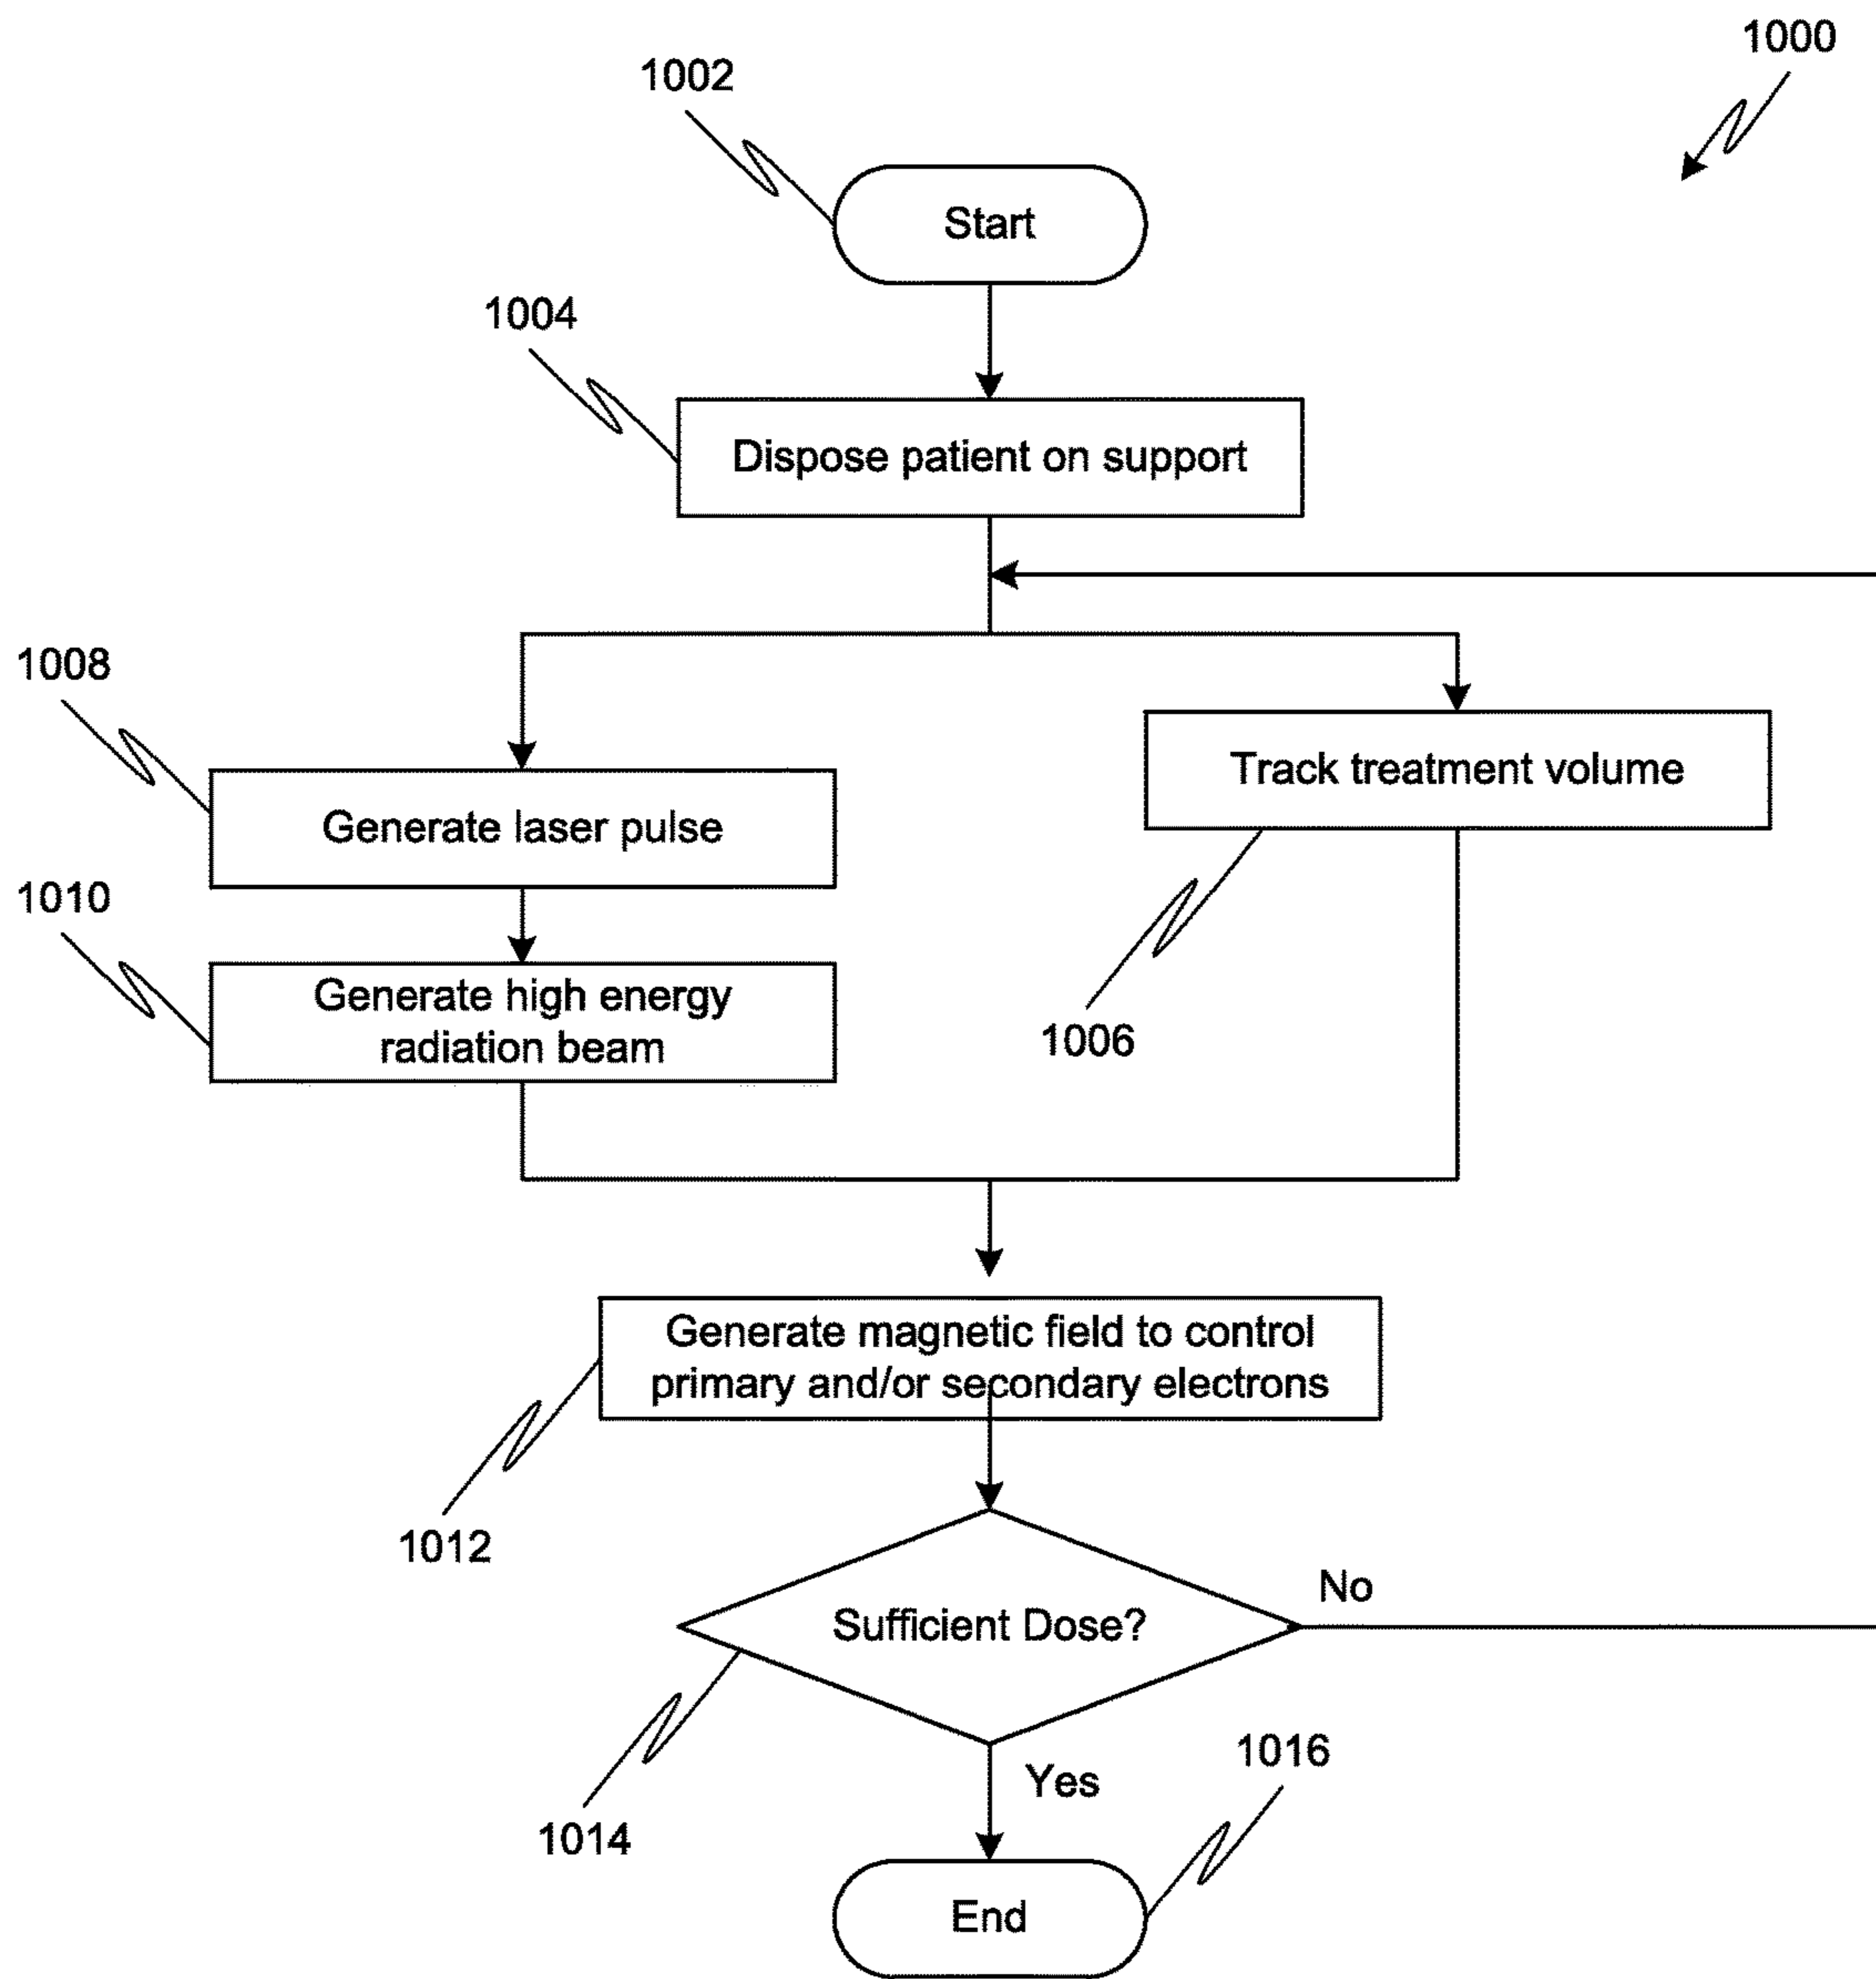 1000
1002
Start
1004
Dispose patient on support
1008
Generate laser pulse
Track treatment volume
1010
Generate high energy
radiation beam
1006
Generate magnetic field to control
primary and/or secondary electrons
1012
No
Sufficient Dose?
1014
Yes
1016
End